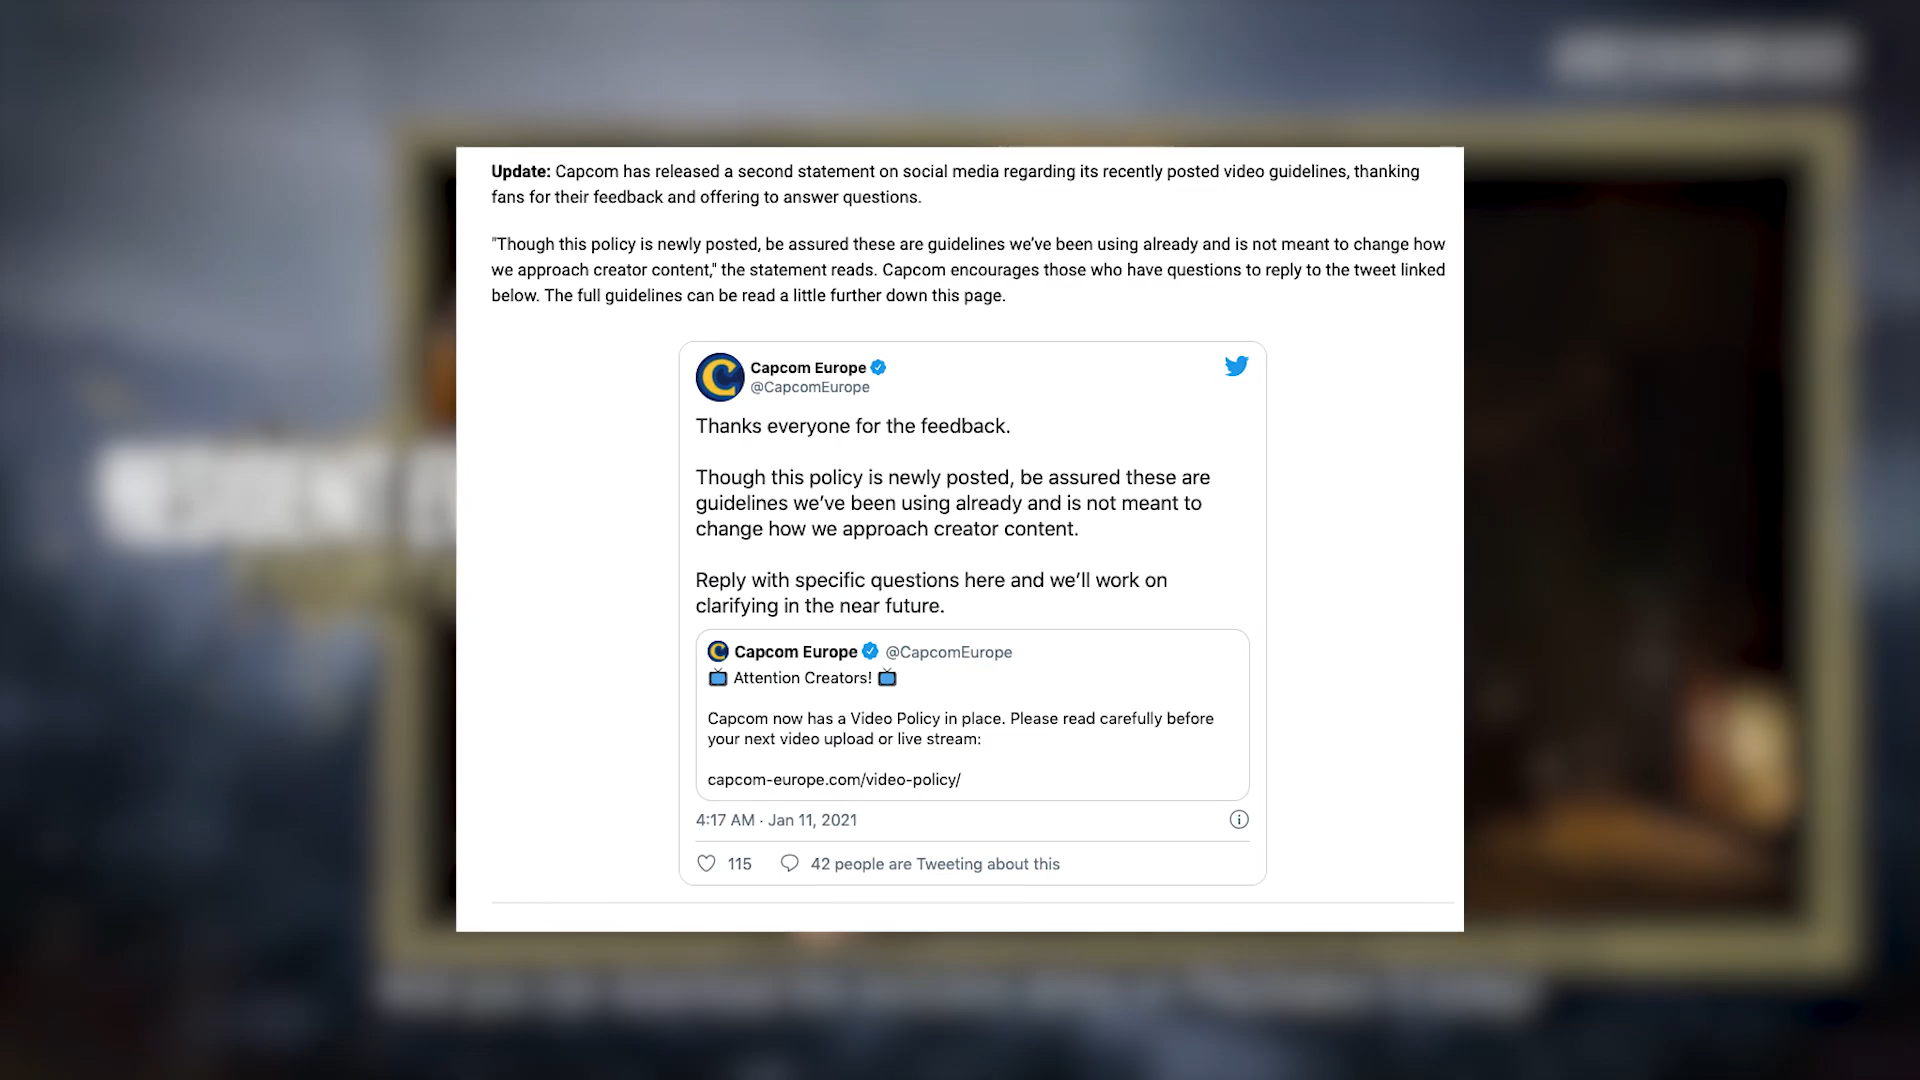 Update: Capcom has released a second statement on social media regarding its recently posted video guidelines, thanking
fans for their feedback and offering to answer questions.
"Though this policy is newly posted, be assured these are guidelines we’ve been using already and is not meant to change how
we approach creator content," the statement reads. Capcom encourages those who have questions to reply to the tweet linked
below. The full guidelines can be read a little further down this page.
Capcom Europe
@CapcomEurope
Thanks everyone for the feedback.
Though this policy is newly posted, be assured these are
guidelines we’ve been using already and is not meant to
change how we approach creator content.
Reply with specific questions here and we’ll work on
clarifying in the near future.
Capcom Europe @CapcomEurope
📺 Attention Creators! 📺
Capcom now has a Video Policy in place. Please read carefully before
your next video upload or live stream:
capcom-europe.com/video-policy/
4:17 AM · Jan 11, 2021
115 42 people are Tweeting about this